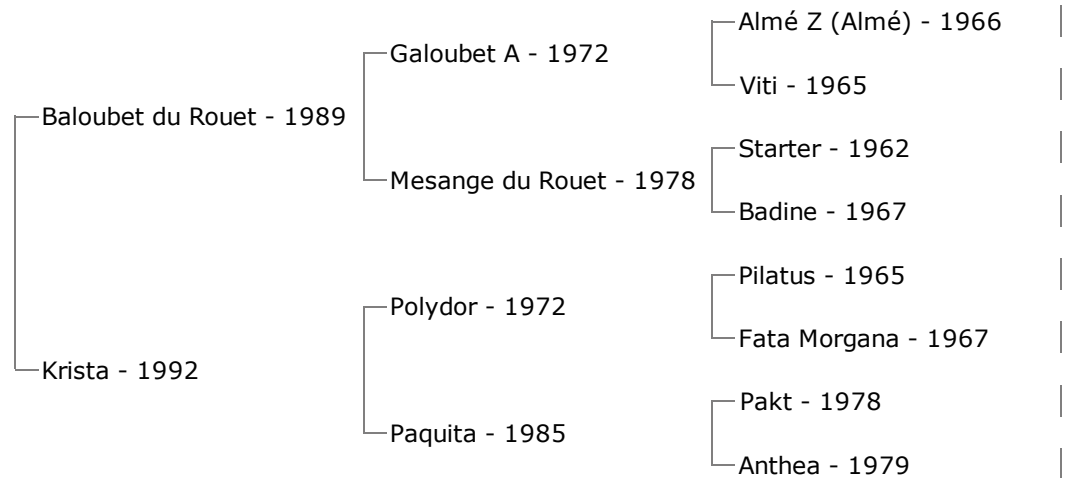 Almé Z (Almé) - 1966
Galoubet A - 1972
Viti - 1965
Baloubet du Rouet - 1989
Starter - 1962
Mesange du Rouet - 1978
Badine - 1967
Pilatus - 1965
Polydor - 1972
Fata Morgana - 1967
Krista - 1992
Pakt - 1978
Paquita - 1985
Anthea - 1979